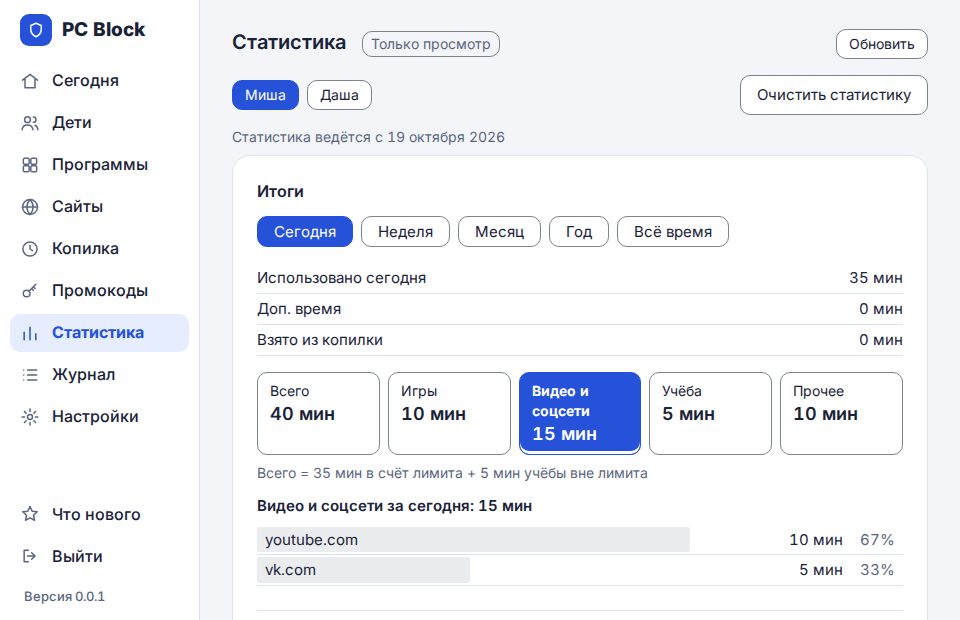 PC Block
Сегодня
Дети
Программы
Сайты
Копилка
Промокоды
Статистика
Журнал
Настройки
Что нового
Выйти
Версия 0.0.1
Статистика Только просмотр Обновить
Миша Даша Очистить статистику
Статистика ведётся с 19 октября 2026
Итоги
Сегодня Неделя Месяц Год Всё время
Использовано сегодня 35 мин
Доп. время 0 мин
Взято из копилки 0 мин
Всего
40 мин
Игры
10 мин
Видео и
соцсети
15 мин
Учёба
5 мин
Прочее
10 мин
Всего = 35 мин в счёт лимита + 5 мин учёбы вне лимита
Видео и соцсети за сегодня: 15 мин
youtube.com 10 мин 67%
vk.com 5 мин 33%